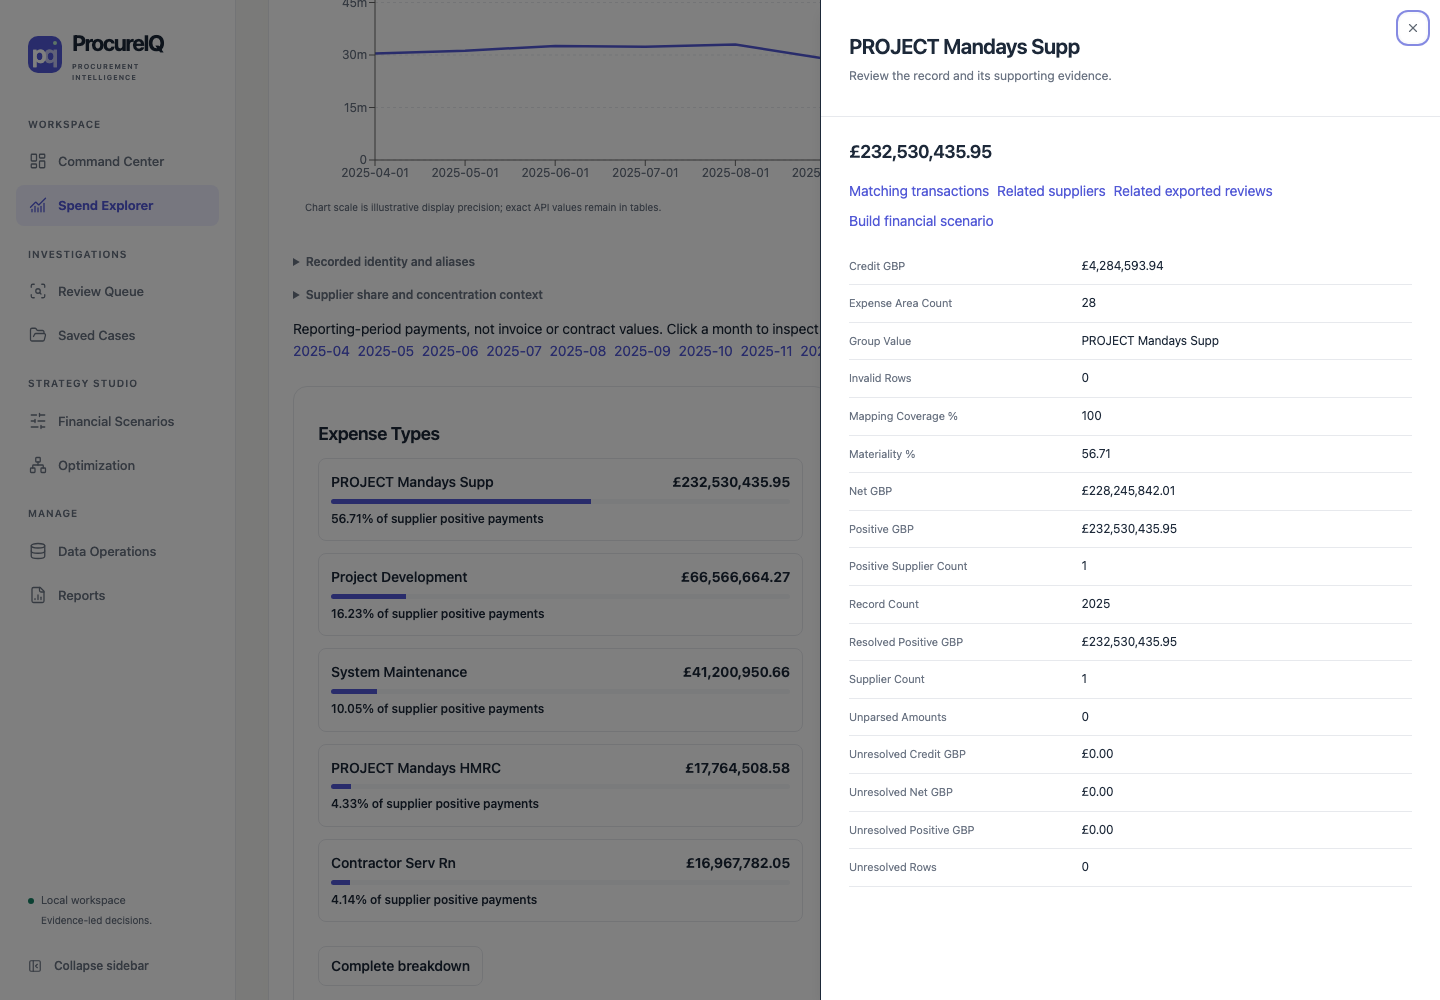 pq
ProcureIQ
PROCUREMENT
INTELLIGENCE
WORKSPACE
Command Center
Spend Explorer
INVESTIGATIONS
Review Queue
Saved Cases
STRATEGY STUDIO
Financial Scenarios
Optimization
MANAGE
Data Operations
Reports
Local workspace
Evidence-led decisions.
Collapse sidebar
45m
30m
15m
0
2025-04-01 2025-05-01 2025-06-01 2025-07-01 2025-08-01 2025
Chart scale is illustrative display precision; exact API values remain in tables.
Recorded identity and aliases
Supplier share and concentration context
Reporting-period payments, not invoice or contract values. Click a month to inspect
2025-04 2025-05 2025-06 2025-07 2025-08 2025-09 2025-10 2025-11 202
Expense Types
PROJECT Mandays Supp £232,530,435.95
56.71% of supplier positive payments
Project Development £66,566,664.27
16.23% of supplier positive payments
System Maintenance £41,200,950.66
10.05% of supplier positive payments
PROJECT Mandays HMRC £17,764,508.58
4.33% of supplier positive payments
Contractor Serv Rn £16,967,782.05
4.14% of supplier positive payments
Complete breakdown
PROJECT Mandays Supp
Review the record and its supporting evidence.
£232,530,435.95
Matching transactions Related suppliers Related exported reviews
Build financial scenario
Credit GBP £4,284,593.94
Expense Area Count 28
Group Value PROJECT Mandays Supp
Invalid Rows 0
Mapping Coverage % 100
Materiality % 56.71
Net GBP £228,245,842.01
Positive GBP £232,530,435.95
Positive Supplier Count 1
Record Count 2025
Resolved Positive GBP £232,530,435.95
Supplier Count 1
Unparsed Amounts 0
Unresolved Credit GBP £0.00
Unresolved Net GBP £0.00
Unresolved Positive GBP £0.00
Unresolved Rows 0